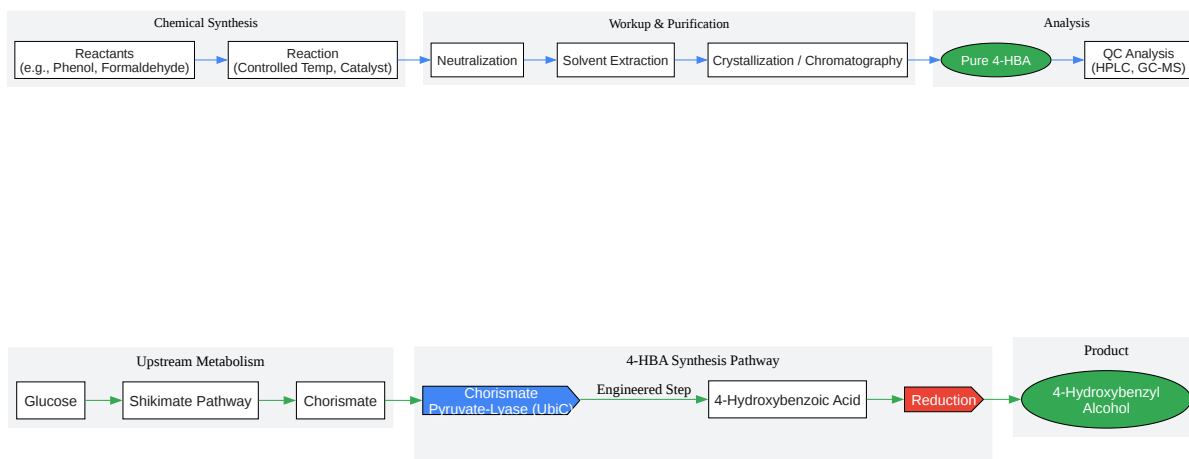 Chemical Synthesis
Reactants
(e.g., Phenol, Formaldehyde)
Reaction
(Controlled Temp, Catalyst)
Workup & Purification
Neutralization
Solvent Extraction
Crystallization / Chromatography
Analysis
Pure 4-HBA
QC Analysis
(HPLC, GC-MS)
Upstream Metabolism
Glucose
Shikimate Pathway
Chorismate
4-HBA Synthesis Pathway
Chorismate
Pyruvate-Lyase (UbiC)
Engineered Step
4-Hydroxybenzoic Acid
Reduction
Product
4-Hydroxybenzyl
Alcohol